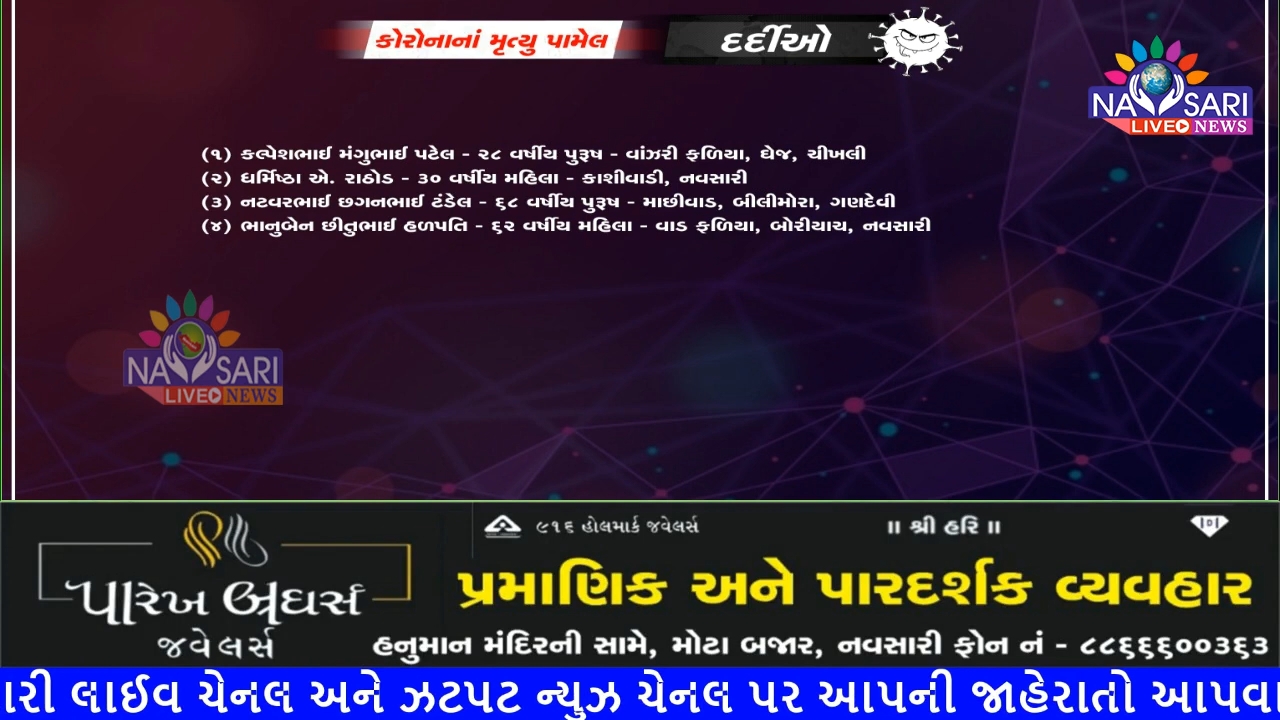 કોરોનાનાં મૃત્યુ પામેલ દર્દીઓ
NAVSARI
LIVE NEWS
(૧) કલ્પેશભાઈ મંગુભાઈ પટેલ - ૨૮ વર્ષીય પુરૂષ - વાંઝરી ફળિયા, ઘેજ, ચીખલી
(૨) ધર્મિષ્ઠા એ. રાઠોડ - ૩૦ વર્ષીય મહિલા - કાશીવાડી, નવસારી
(૩) નટવરભાઈ છગનભાઈ ટંડેલ - ૬૮ વર્ષીય પુરૂષ - માછીવાડ, બીલીમોરા, ગણદેવી
(૪) ભાનુબેન છીતુભાઈ હળપતિ - ૬૨ વર્ષીય મહિલા - વાડ ફળિયા, બોરીયાચ, નવસારી
NAVSARI
LIVE NEWS
૯૧૬ હોલમાર્ક જવેલર્સ
॥ શ્રી હરિ ॥
પારેખ બ્રધર્સ
જવેલર્સ
પ્રમાણિક અને પારદર્શક વ્યવહાર
હનુમાન મંદિરની સામે, મોટા બજાર, નવસારી ફોન નં - ૮૮૬૬૬૦૦૩૬૩
ારી લાઈવ ચેનલ અને ઝટપટ ન્યુઝ ચેનલ પર આપની જાહેરાતો આપવા